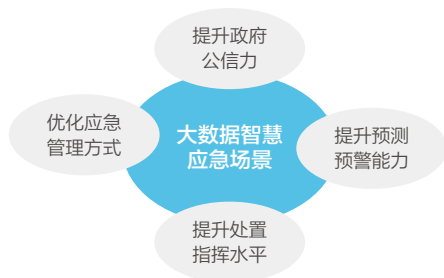 提升政府
公信力
优化应急
管理方式
大数据智慧
应急场景
提升预测
预警能力
提升处置
指挥水平